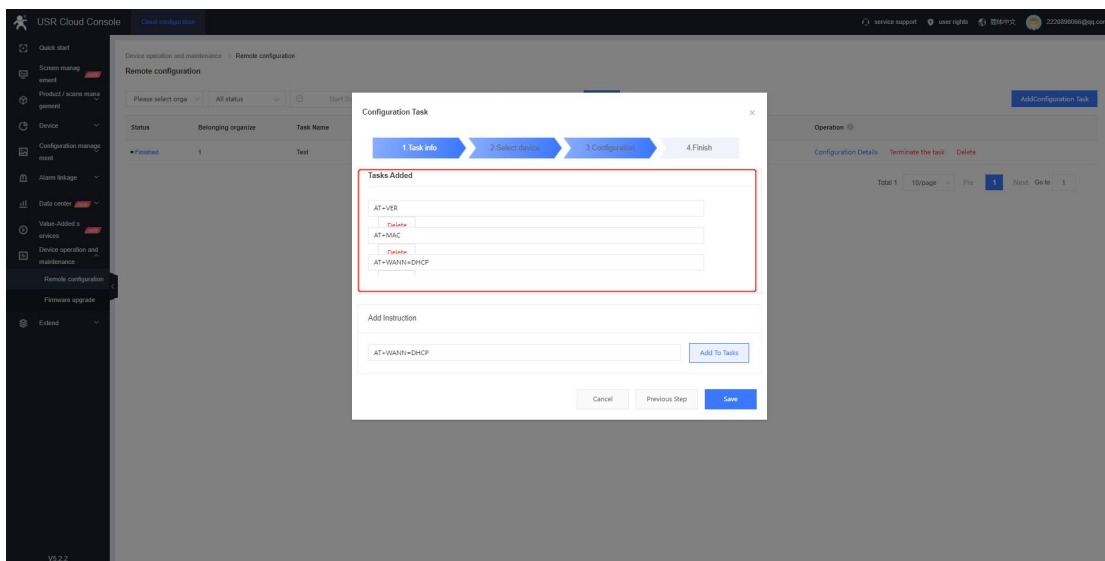 USR Cloud Console
Cloud configuration
service support
user rights
简体中文
2220898066@qq.com
Quick start
Screen manag
ement
Product / scene mana
gement
Device
Configuration manage
ment
Alarm linkage
Data center
Value-Added s
ervices
Device operation and
maintenance
Remote configuration
Firmware upgrade
Extend
V5.2.2
Device operation and maintenance / Remote configuration
Remote configuration
Please select orga
All status
AddConfiguration Task
Status Belonging organize Task Name Operation
Finished 1 Test Configuration Details Terminate the task Delete
Total 1 10/page Pre 1 Next Go to 1
Configuration Task
1.Task info 2.Select device 3.Configuration 4.Finish
Tasks Added
AT+VER
Delete
AT+MAC
Delete
AT+WANN=DHCP
Add Instruction
AT+WANN=DHCP
Add To Tasks
Cancel Previous Step Save